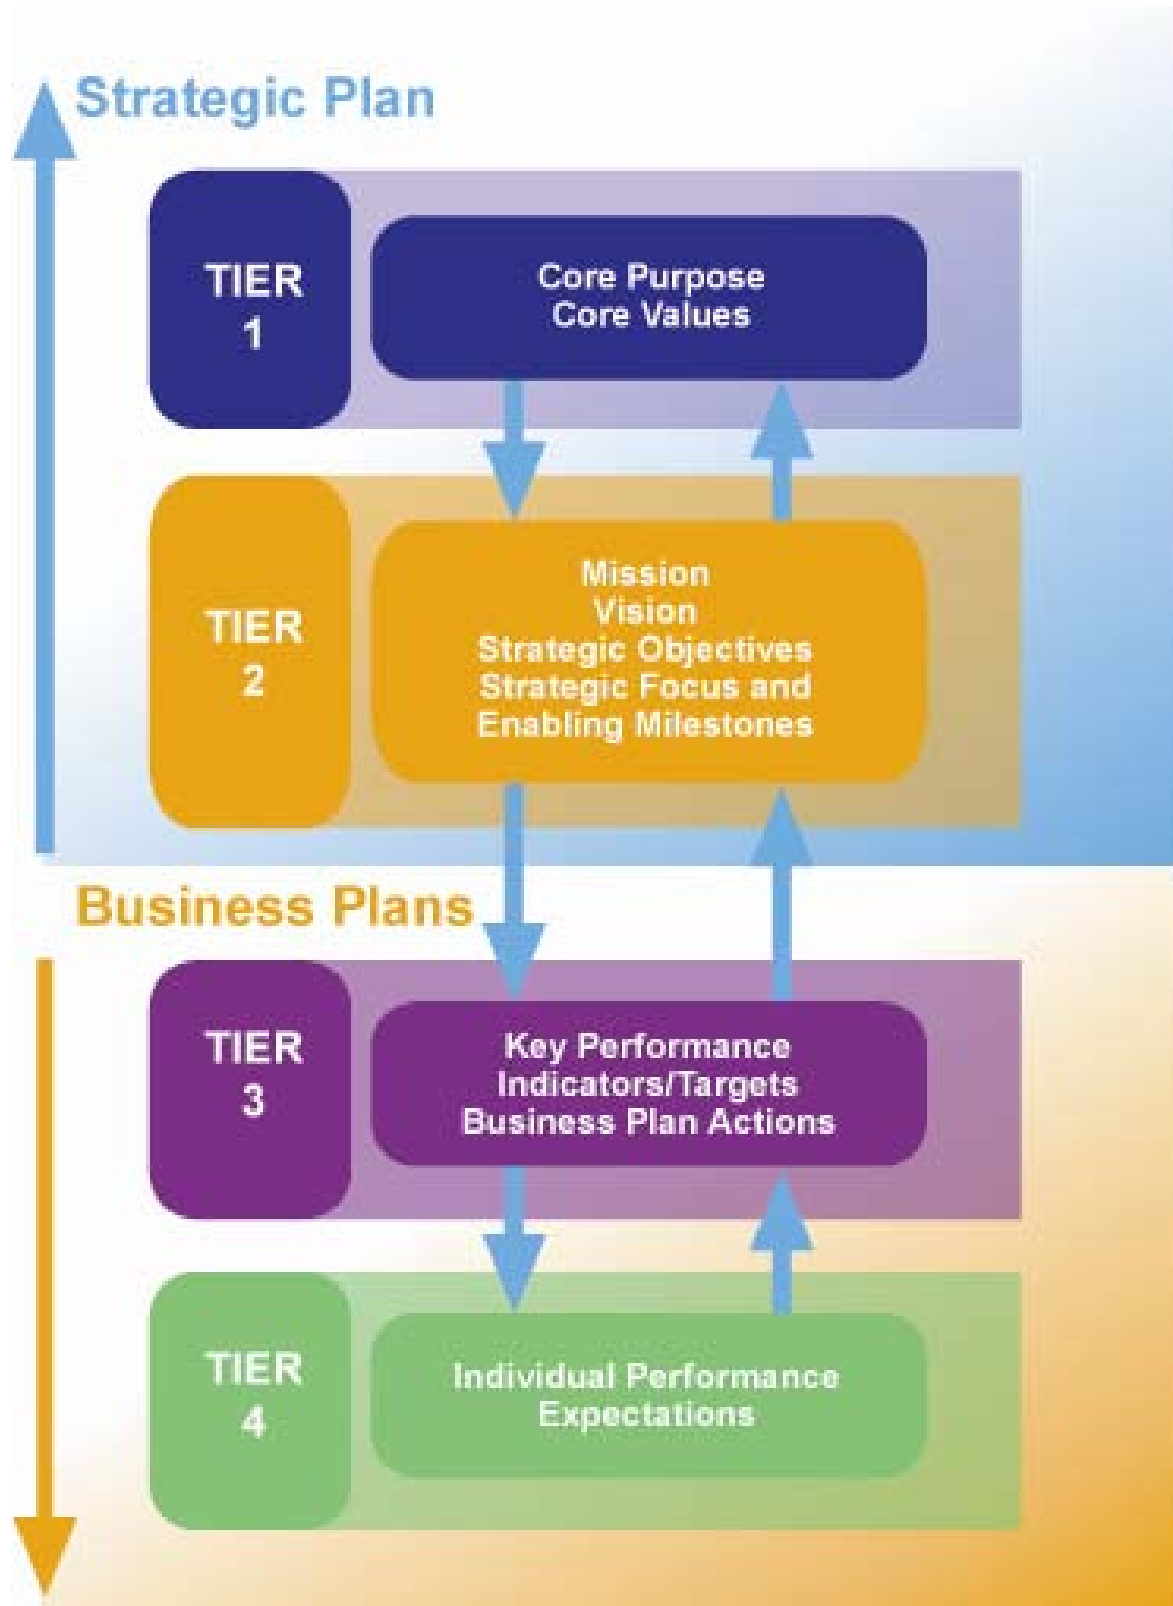 Strategic Plan
TIER
1
Core Purpose
Core Values
TIER
2
Mission
Vision
Strategic Objectives
Strategic Focus and
Enabling Milestones
Business Plans
TIER
3
Key Performance
Indicators/Targets
Business Plan Actions
TIER
4
Individual Performance
Expectations